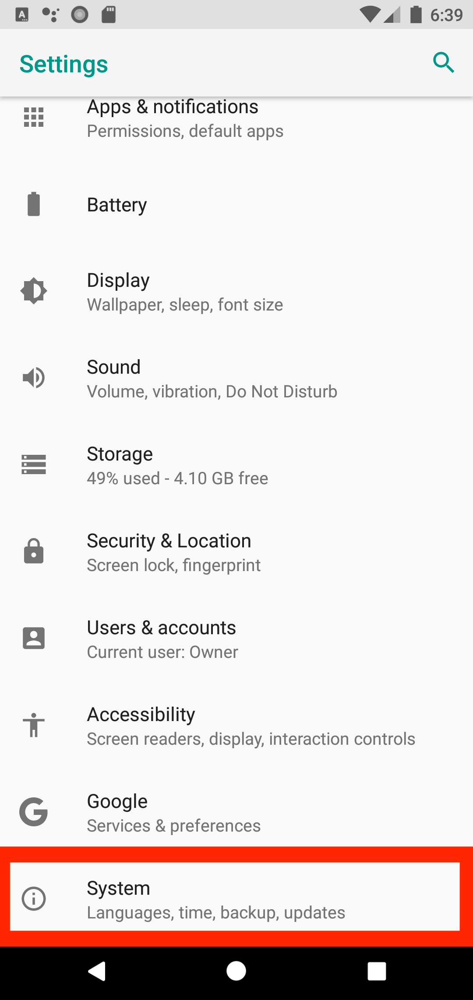 6:39
Settings
Apps & notifications
Permissions, default apps
Battery
Display
Wallpaper, sleep, font size
Sound
Volume, vibration, Do Not Disturb
Storage
49% used - 4.10 GB free
Security & Location
Screen lock, fingerprint
Users & accounts
Current user: Owner
Accessibility
Screen readers, display, interaction controls
Google
Services & preferences
System
Languages, time, backup, updates